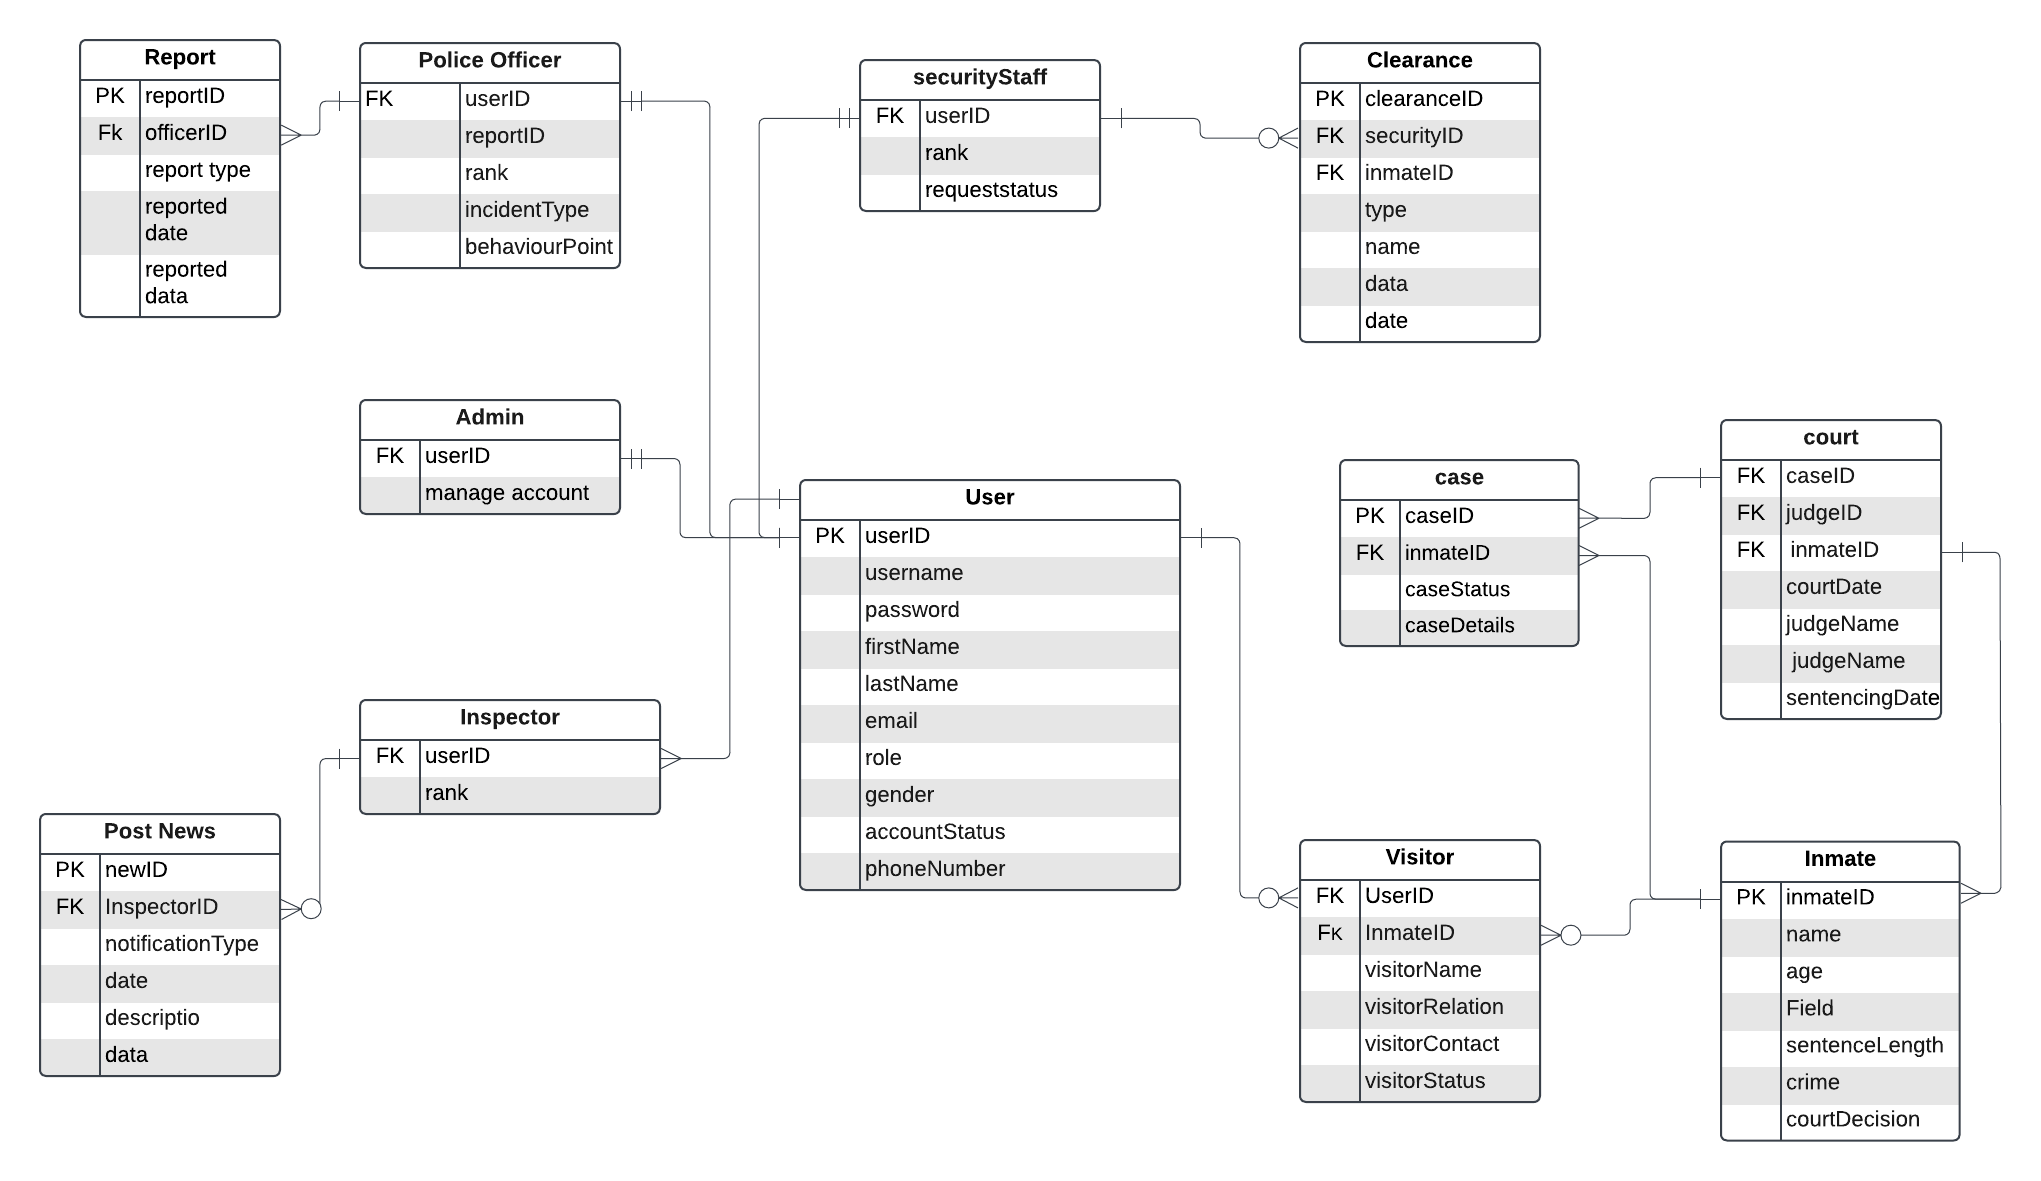 Report
PK reportID
Fk officerID
report type
reported
date
reported
data
Police Officer
FK userID
reportID
rank
incidentType
behaviourPoint
securityStaff
FK userID
rank
requeststatus
Clearance
PK clearanceID
FK securityID
FK inmateID
type
name
data
date
Admin
FK userID
manage account
User
PK userID
username
password
firstName
lastName
email
role
gender
accountStatus
phoneNumber
case
PK caseID
FK inmateID
caseStatus
caseDetails
court
FK caseID
FK judgeID
FK inmateID
courtDate
judgeName
judgeName
sentencingDate
Inspector
FK userID
rank
Post News
PK newID
FK InspectorID
notificationType
date
descriptio
data
Visitor
FK UserID
FK InmateID
visitorName
visitorRelation
visitorContact
visitorStatus
Inmate
PK inmateID
name
age
Field
sentenceLength
crime
courtDecision